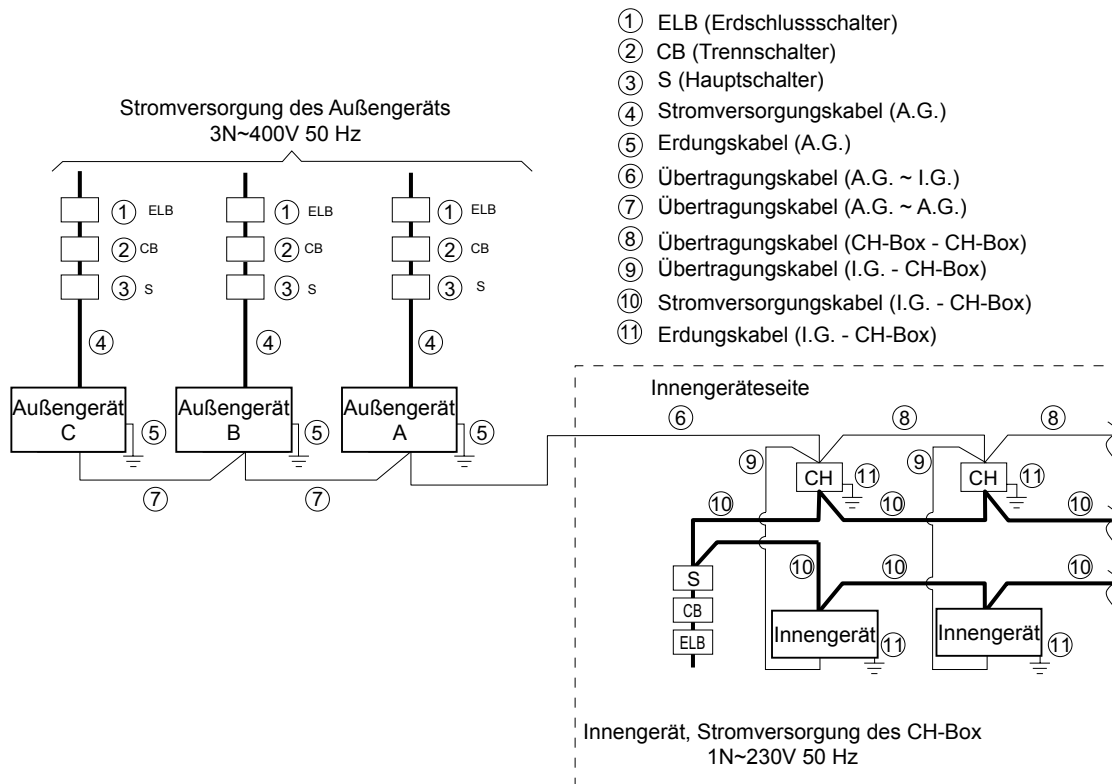 ① ELB (Erdschlussschalter)
② CB (Trennschalter)
③ S (Hauptschalter)
④ Stromversorgungskabel (A.G.)
⑤ Erdungskabel (A.G.)
⑥ Übertragungskabel (A.G. ~ I.G.)
⑦ Übertragungskabel (A.G. ~ A.G.)
⑧ Übertragungskabel (CH-Box - CH-Box)
⑨ Übertragungskabel (I.G. - CH-Box)
⑩ Stromversorgungskabel (I.G. - CH-Box)
⑪ Erdungskabel (I.G. - CH-Box)
Stromversorgung des Außengeräts
3N~400V 50 Hz
① ELB ① ELB ① ELB
② CB ② CB ② CB
③ S ③ S ③ S
④ ④ ④
Außengerät C ⑤
Außengerät B ⑤
Außengerät A ⑤
⑦ ⑦
Innengeräteseite
⑥ ⑧ ⑧
⑨ CH ⑪ ⑨ CH ⑪
⑩ ⑩ ⑩
S
CB
ELB
⑩ ⑩ ⑩
Innengerät ⑪ Innengerät ⑪
Innengerät, Stromversorgung des CH-Box
1N~230V 50 Hz